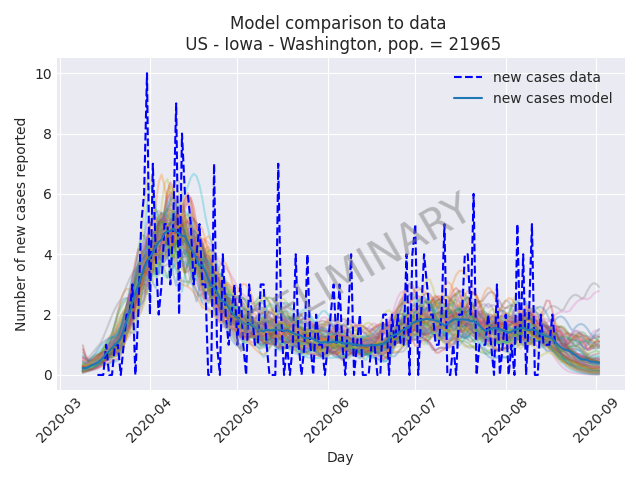 Model comparison to data
US - Iowa - Washington, pop. = 21965
Number of new cases reported
10
8
6
4
2
0
new cases data
new cases model
2020-03
2020-04
2020-05
2020-06
2020-07
2020-08
2020-09
Day